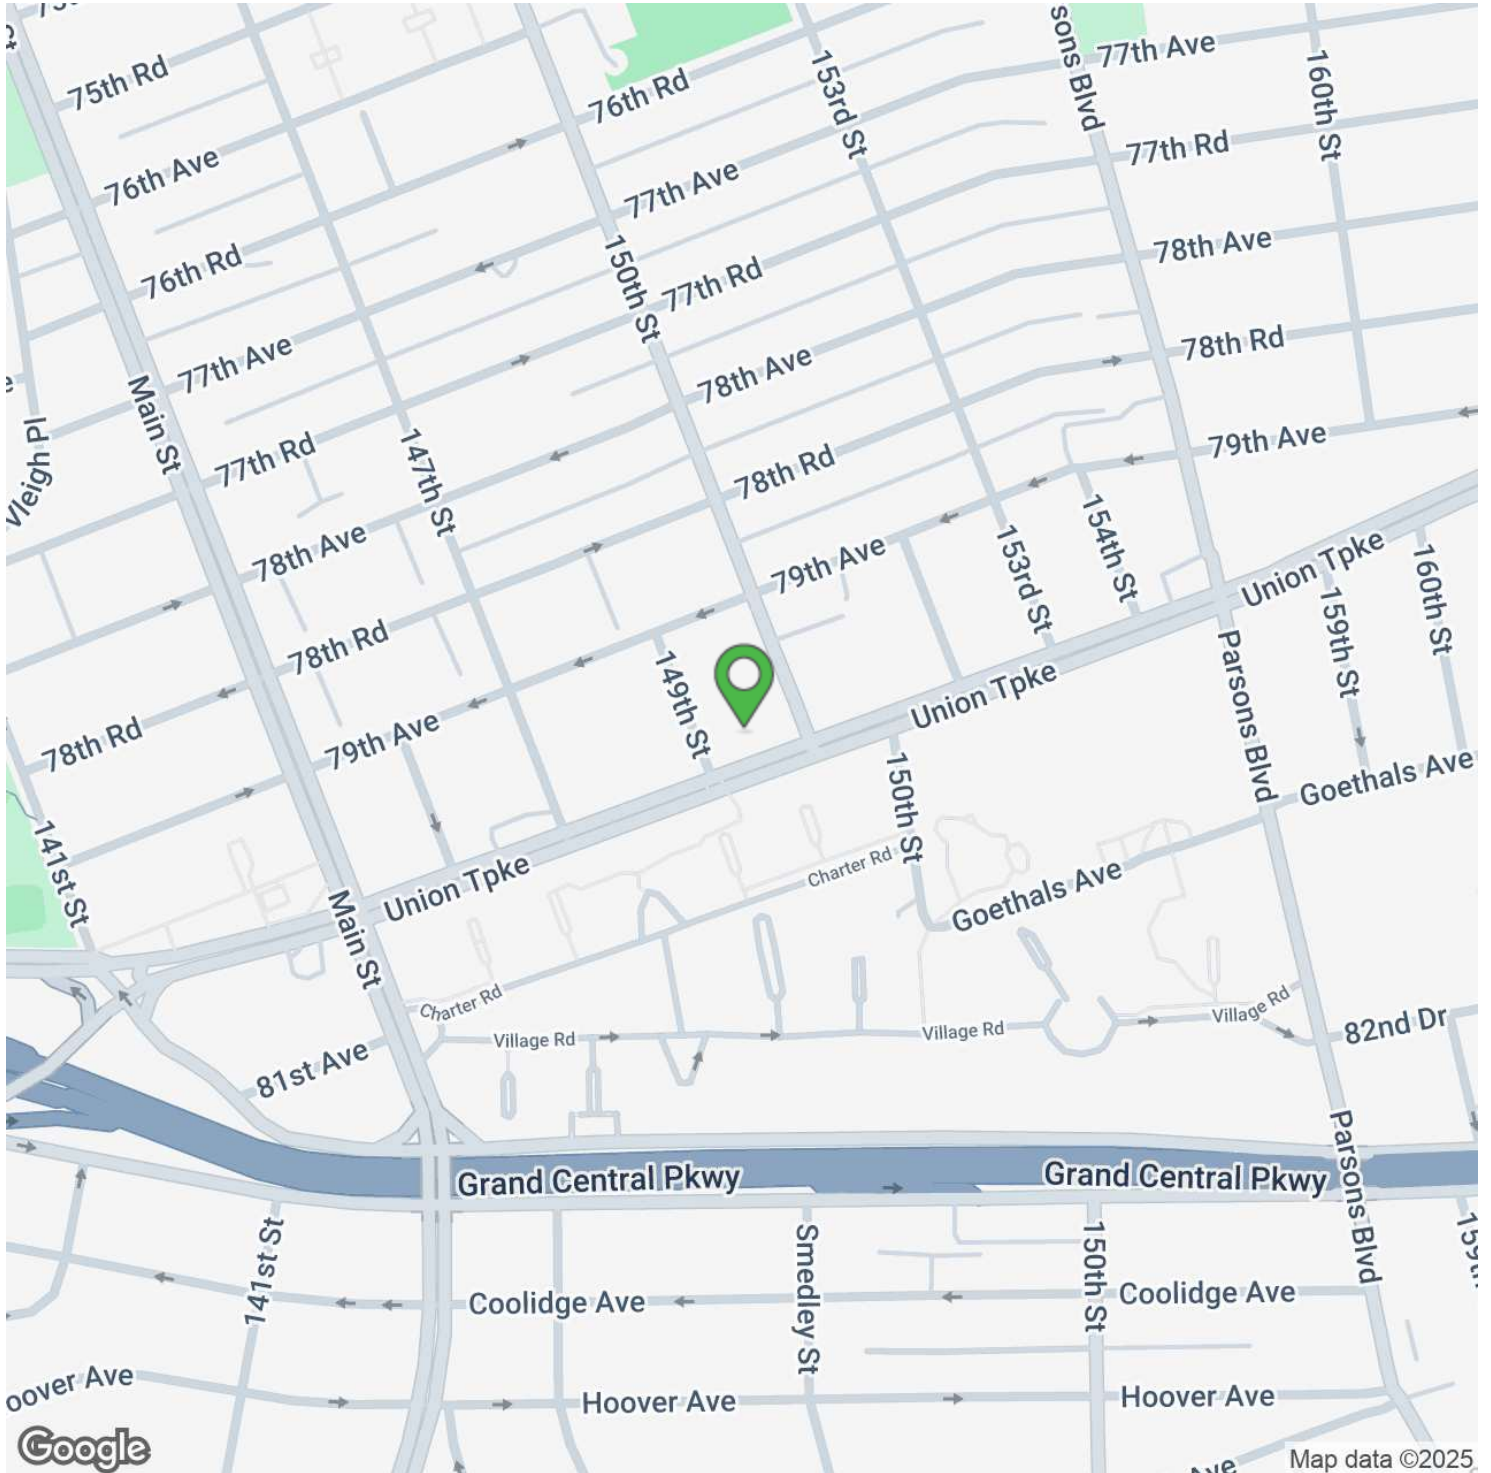 75th Rd
76th Ave
76th Rd
76th Rd
77th Ave
77th Ave
77th Ave
153rd St
sons Blvd
160th St
77th Rd
77th Rd
77th Rd
150th St
78th Ave
78th Ave
78th Ave
78th Rd
78th Rd
78th Rd
78th Rd
Main St
Vleigh Pl
147th St
79th Ave
79th Ave
79th Ave
154th St
153rd St
Union Tpke
160th St
159th St
149th St
Union Tpke
Parsons Blvd
150th St
Goethals Ave
141st St
Union Tpke
Main St
Charter Rd
Goethals Ave
Charter Rd
Village Rd
Village Rd
Village Rd
82nd Dr
81st Ave
Grand Central Pkwy
Grand Central Pkwy
Parsons Blvd
141st St
Smedley St
150th St
159th
Coolidge Ave
Coolidge Ave
oover Ave
Hoover Ave
Hoover Ave
Ave
Google
Map data ©2025